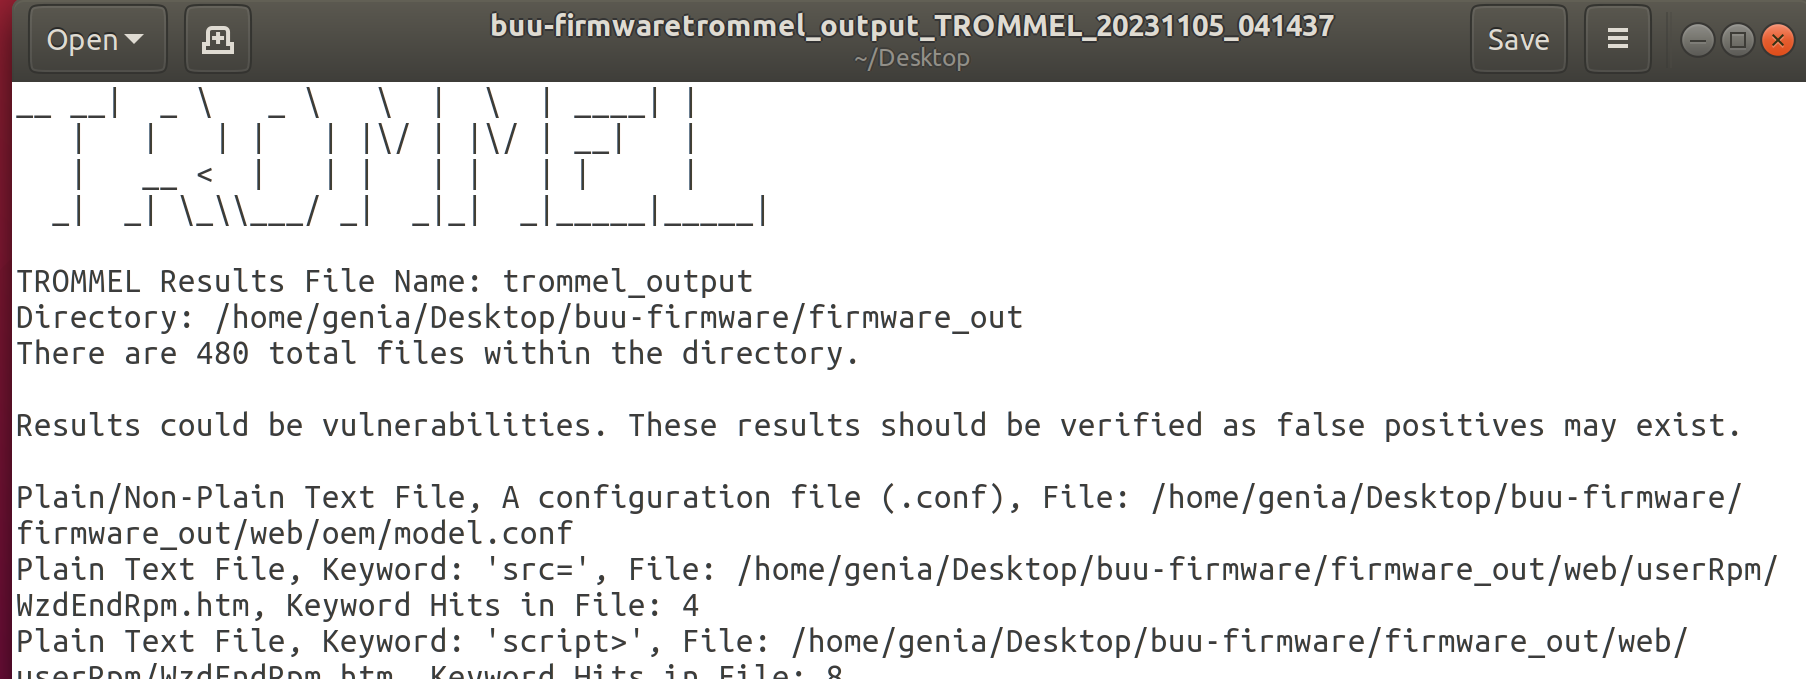 Open
buu-firmwaretrommel_output_TROMMEL_20231105_041437
~/Desktop
Save
__ __|  _ \   _ \   \  |  \  | ____| |
   |   |   | |   | |\/ | |\/ | __|   |
   |   __ <  |   | |   | |   | |     |
  _|  _| \_\\___/ _|  _|_|  _|_____|_____|
TROMMEL Results File Name: trommel_output
Directory: /home/genia/Desktop/buu-firmware/firmware_out
There are 480 total files within the directory.
Results could be vulnerabilities. These results should be verified as false positives may exist.
Plain/Non-Plain Text File, A configuration file (.conf), File: /home/genia/Desktop/buu-firmware/
firmware_out/web/oem/model.conf
Plain Text File, Keyword: 'src=', File: /home/genia/Desktop/buu-firmware/firmware_out/web/userRpm/
WzdEndRpm.htm, Keyword Hits in File: 4
Plain Text File, Keyword: 'script>', File: /home/genia/Desktop/buu-firmware/firmware_out/web/
userRpm/WzdEndRpm.htm, Keyword Hits in File: 8